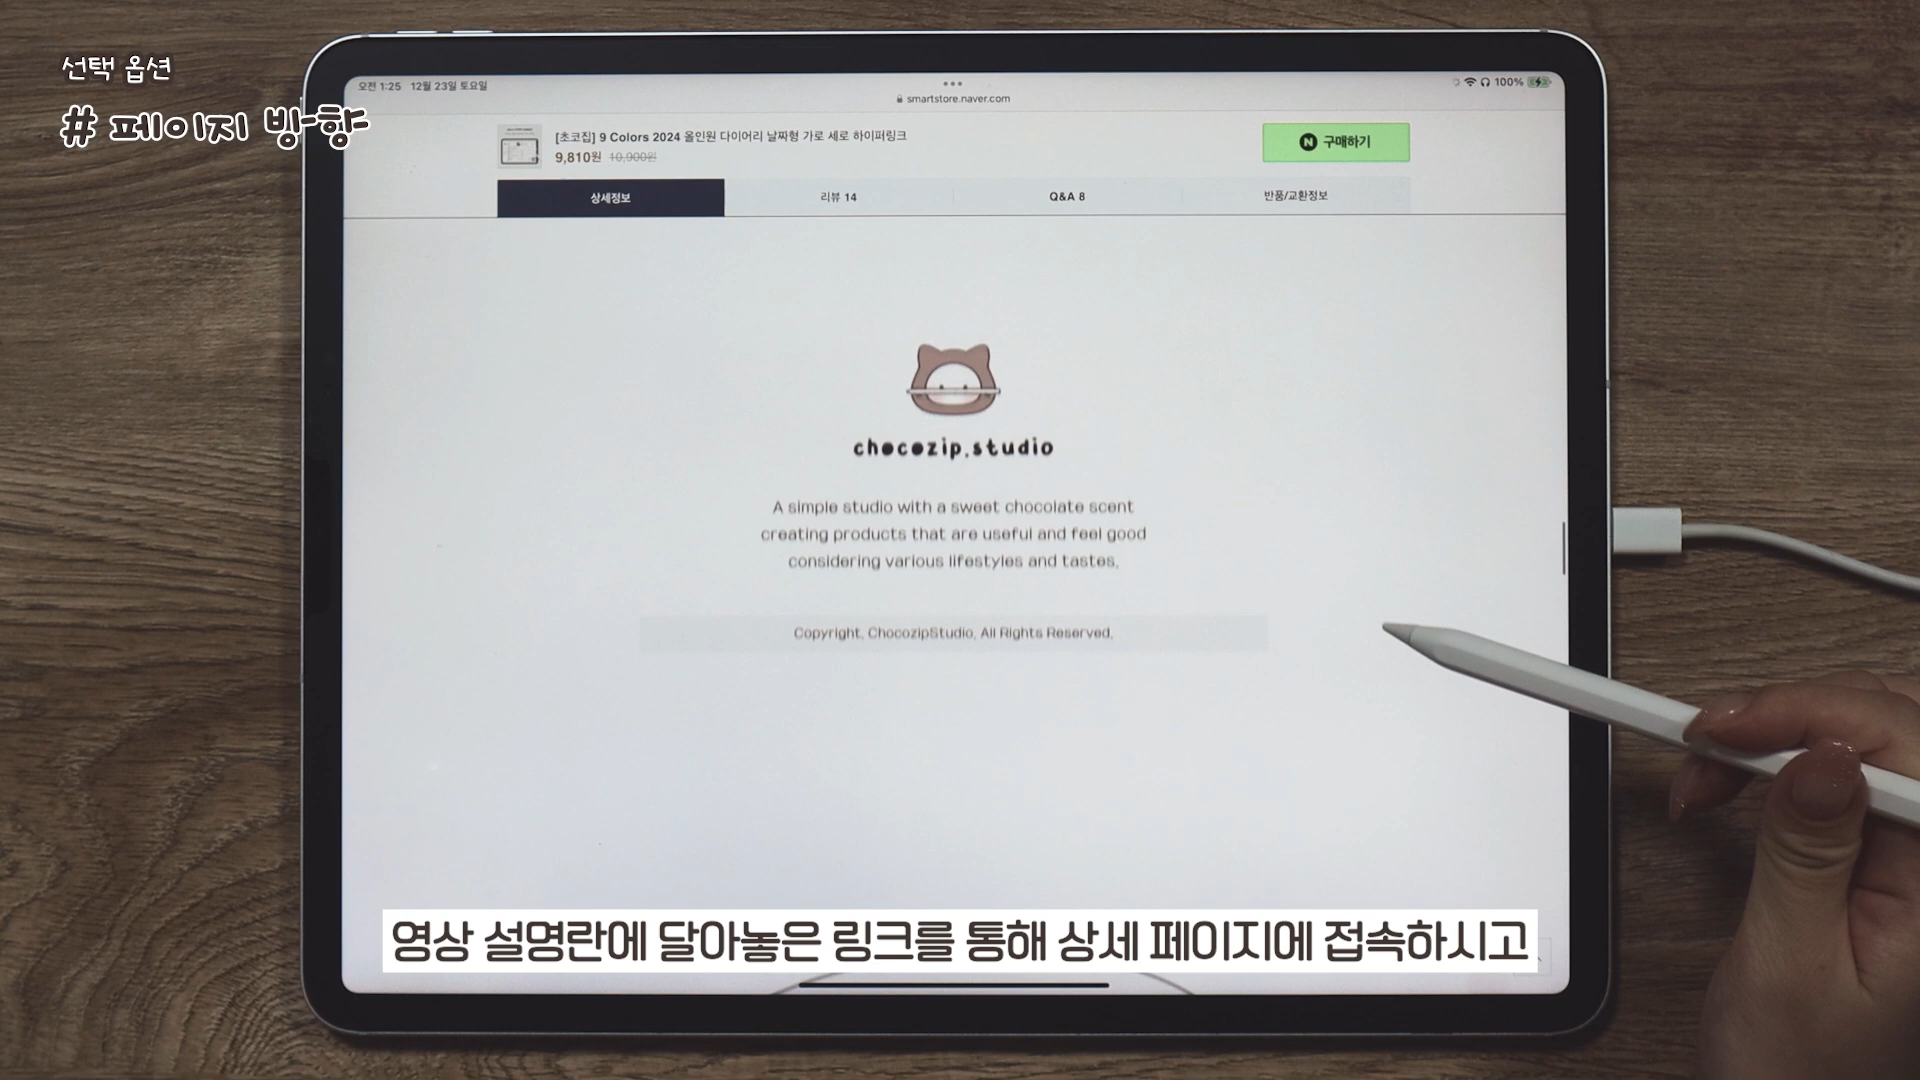 선택 옵션
# 페이지 방향
오전 1:25 12월 23일 토요일
smartstore.naver.com
100%
[초코집] 9 Colors 2024 올인원 다이어리 날짜형 가로 세로 하이퍼링크
9,810원 10,900원
N 구매하기
상세정보
리뷰 14
Q&A 8
반품/교환정보
chocozip.studio
A simple studio with a sweet chocolate scent
creating products that are useful and feel good
considering various lifestyles and tastes.
Copyright. ChocozipStudio. All Rights Reserved.
영상 설명란에 달아놓은 링크를 통해 상세 페이지에 접속하시고